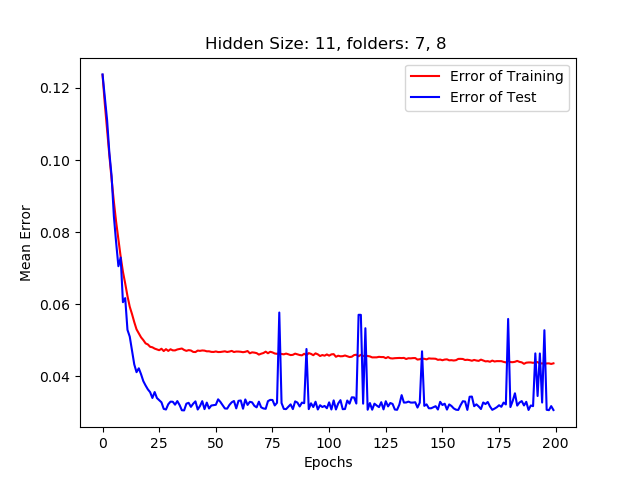 Hidden Size: 11, folders: 7, 8
Error of Training
Error of Test
Mean Error
0.12
0.10
0.08
0.06
0.04
0 25 50 75 100 125 150 175 200
Epochs